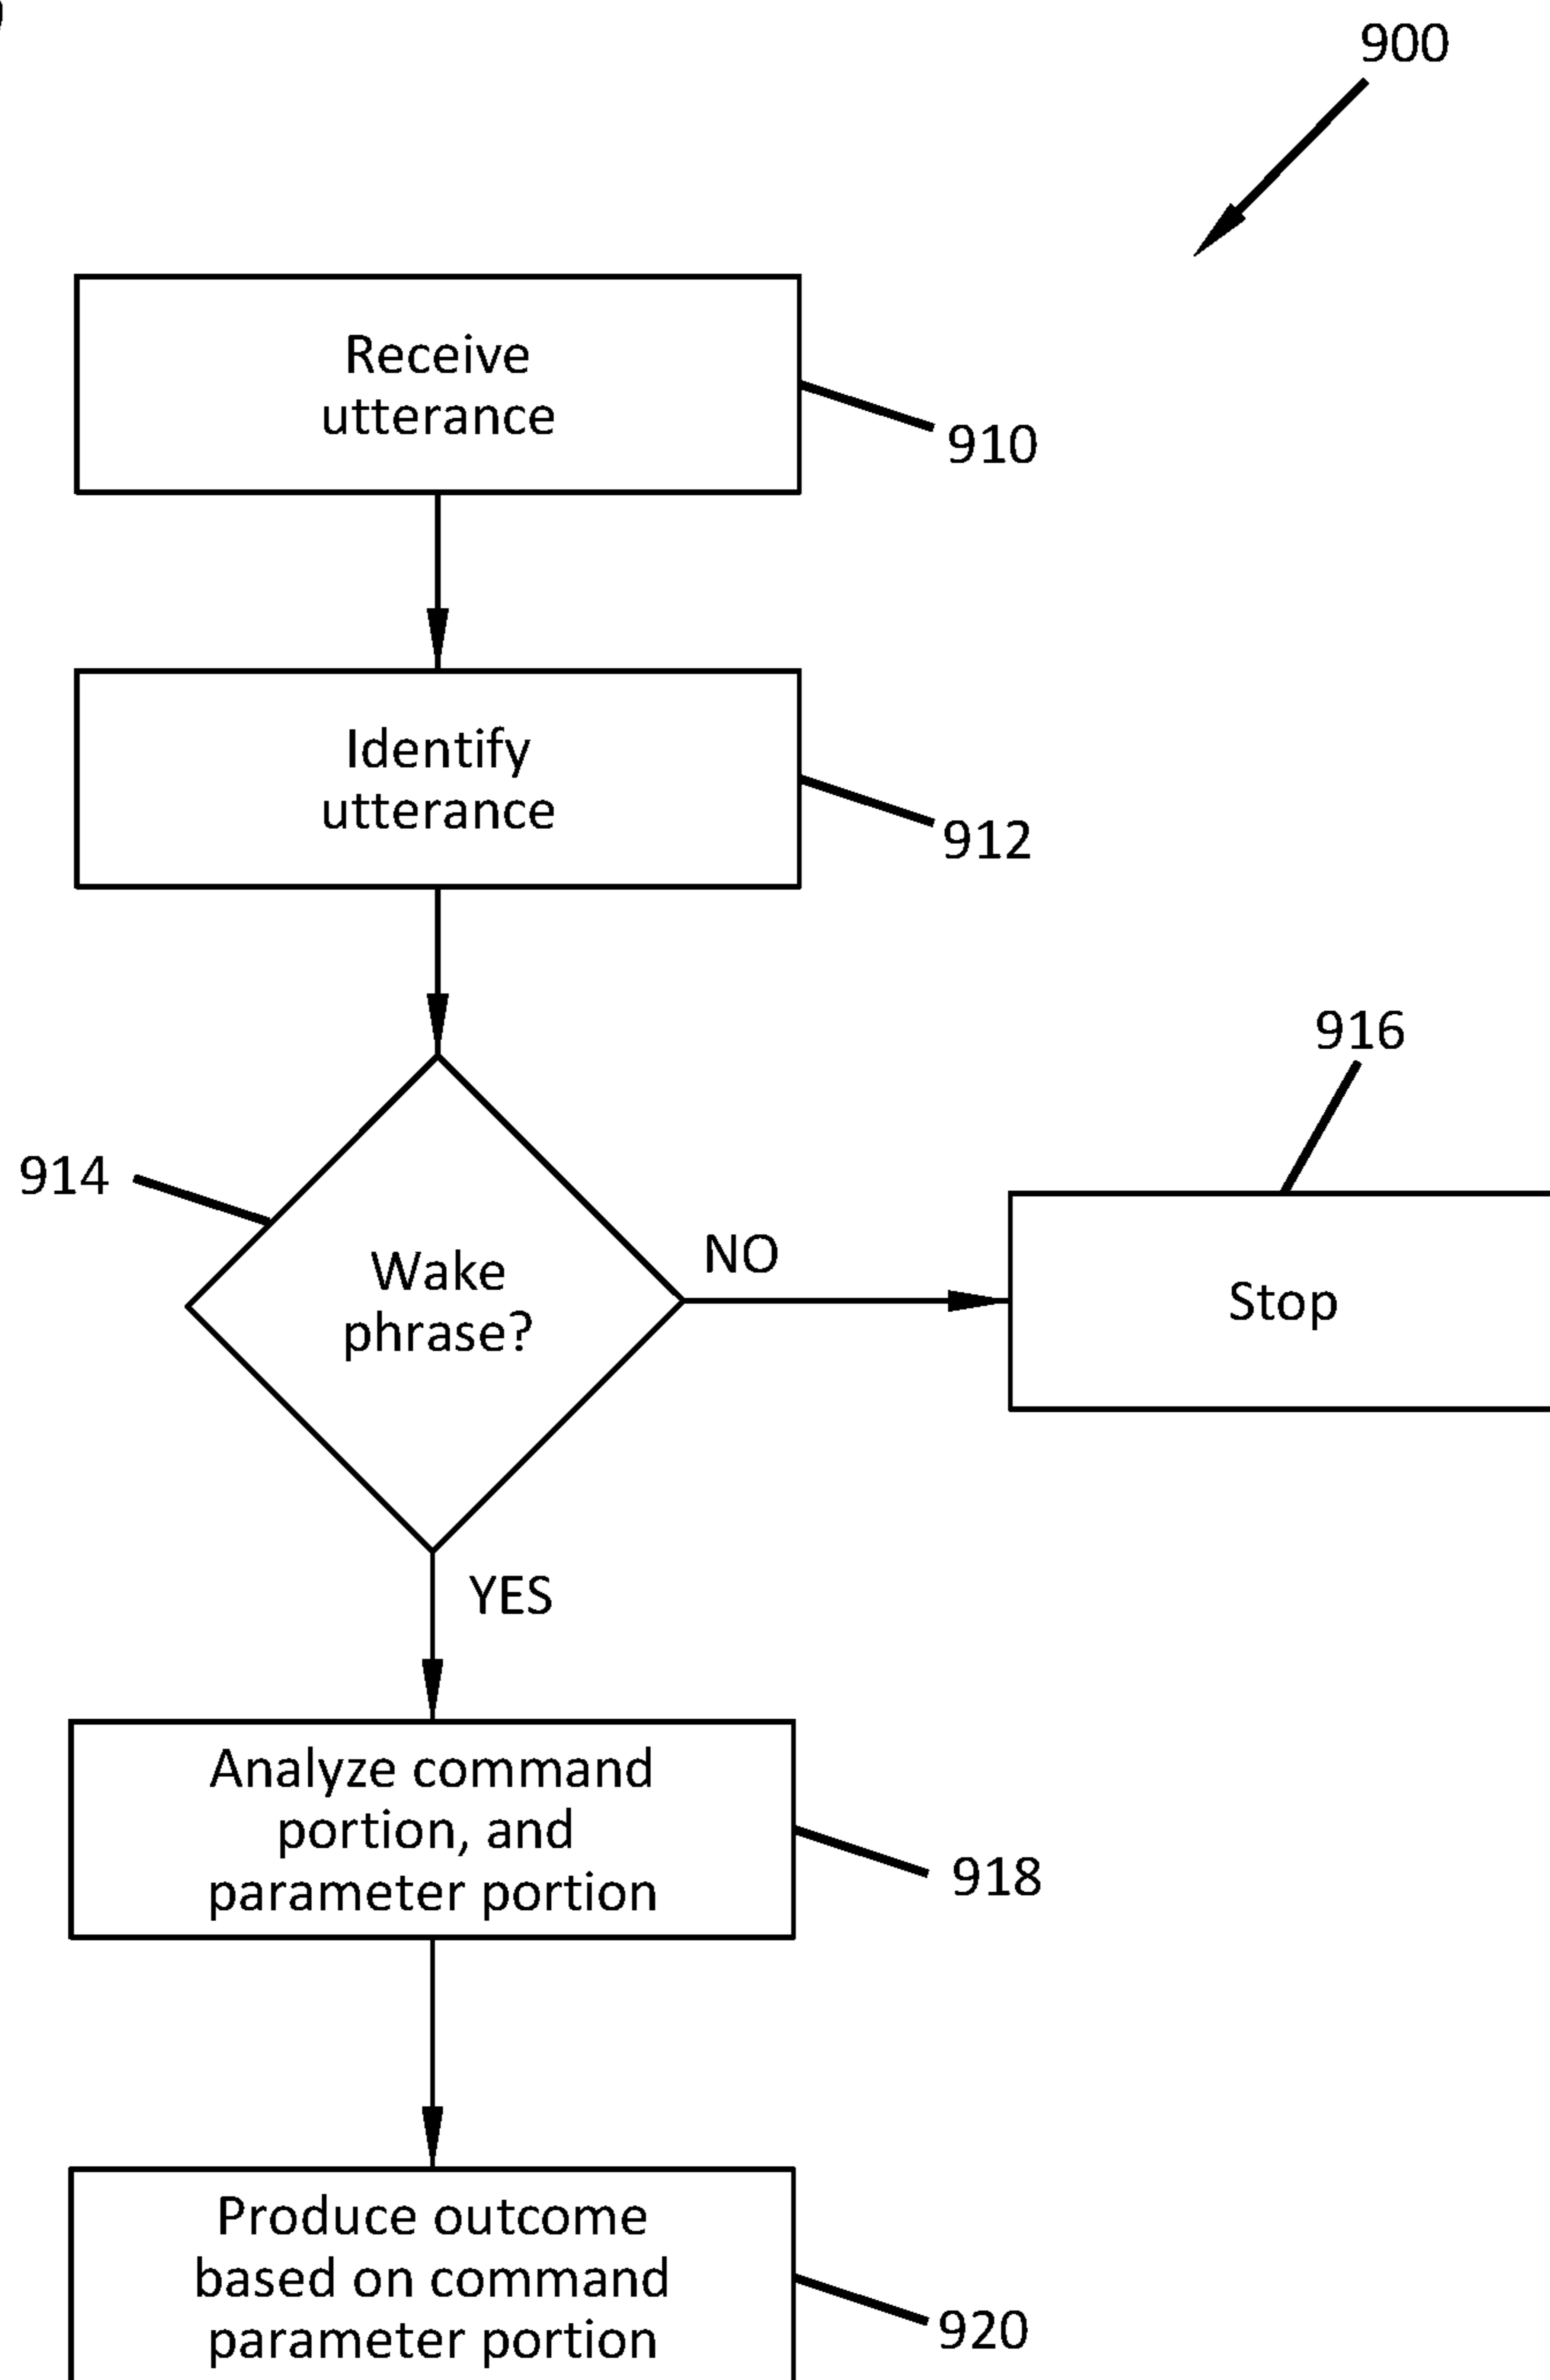 900
Receive
utterance
910
Identify
utterance
912
916
914
Wake
phrase?
NO
Stop
YES
Analyze command
portion, and
parameter portion
918
Produce outcome
based on command
parameter portion
920